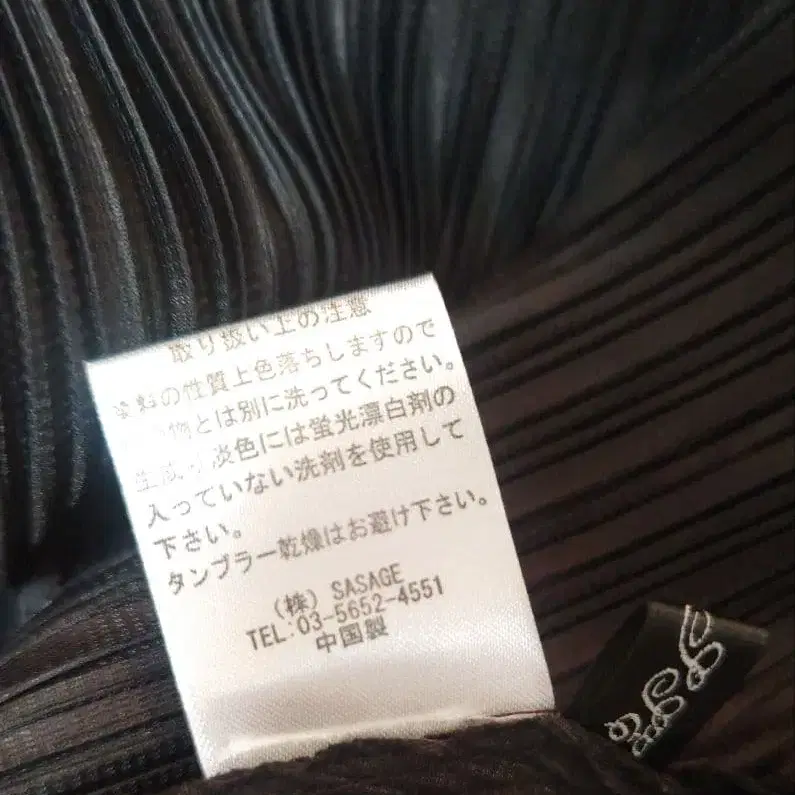 取り扱い上の注意
染料の性質上色落ちしますので
物とは別に洗ってください。
生成・淡色には蛍光漂白剤の
入っていない洗剤を使用して
下さい。
タンブラー乾燥はお避け下さい。
(株) SASAGE
TEL:03-5652-4551
中国製